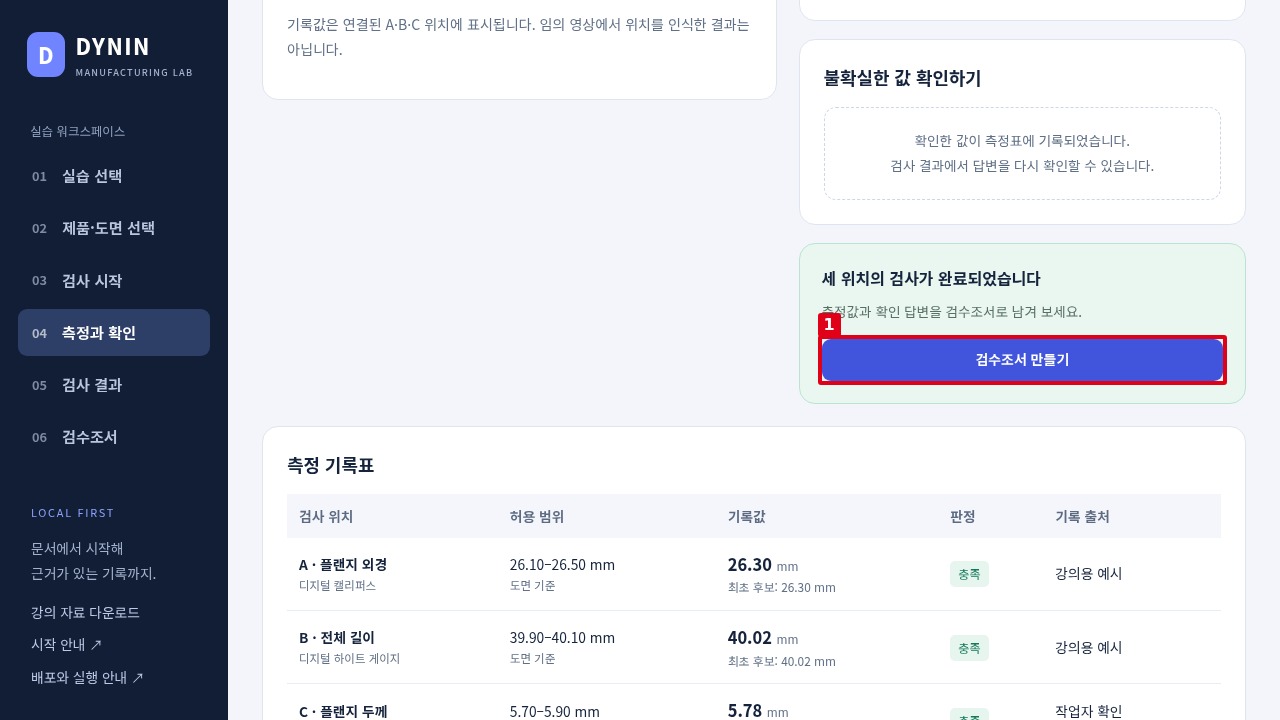 D
DYNIN
MANUFACTURING LAB
실습 워크스페이스
01 실습 선택
02 제품·도면 선택
03 검사 시작
04 측정과 확인
05 검사 결과
06 검수조서
LOCAL FIRST
문서에서 시작해
근거가 있는 기록까지.
강의 자료 다운로드
시작 안내 ↗
배포와 실행 안내 ↗
기록값은 연결된 A·B·C 위치에 표시됩니다. 임의 영상에서 위치를 인식한 결과는
아닙니다.
불확실한 값 확인하기
확인한 값이 측정표에 기록되었습니다.
검사 결과에서 답변을 다시 확인할 수 있습니다.
세 위치의 검사가 완료되었습니다
측정값과 확인 답변을 검수조서로 남겨 보세요.
1
검수조서 만들기
측정 기록표
검사 위치 허용 범위 기록값 판정 기록 출처
A · 플랜지 외경 26.10–26.50 mm 26.30 mm 충족 강의용 예시
디지털 캘리퍼스 도면 기준 최초 후보: 26.30 mm
B · 전체 길이 39.90–40.10 mm 40.02 mm 충족 강의용 예시
디지털 하이트 게이지 도면 기준 최초 후보: 40.02 mm
C · 플랜지 두께 5.70–5.90 mm 5.78 mm 충족 작업자 확인